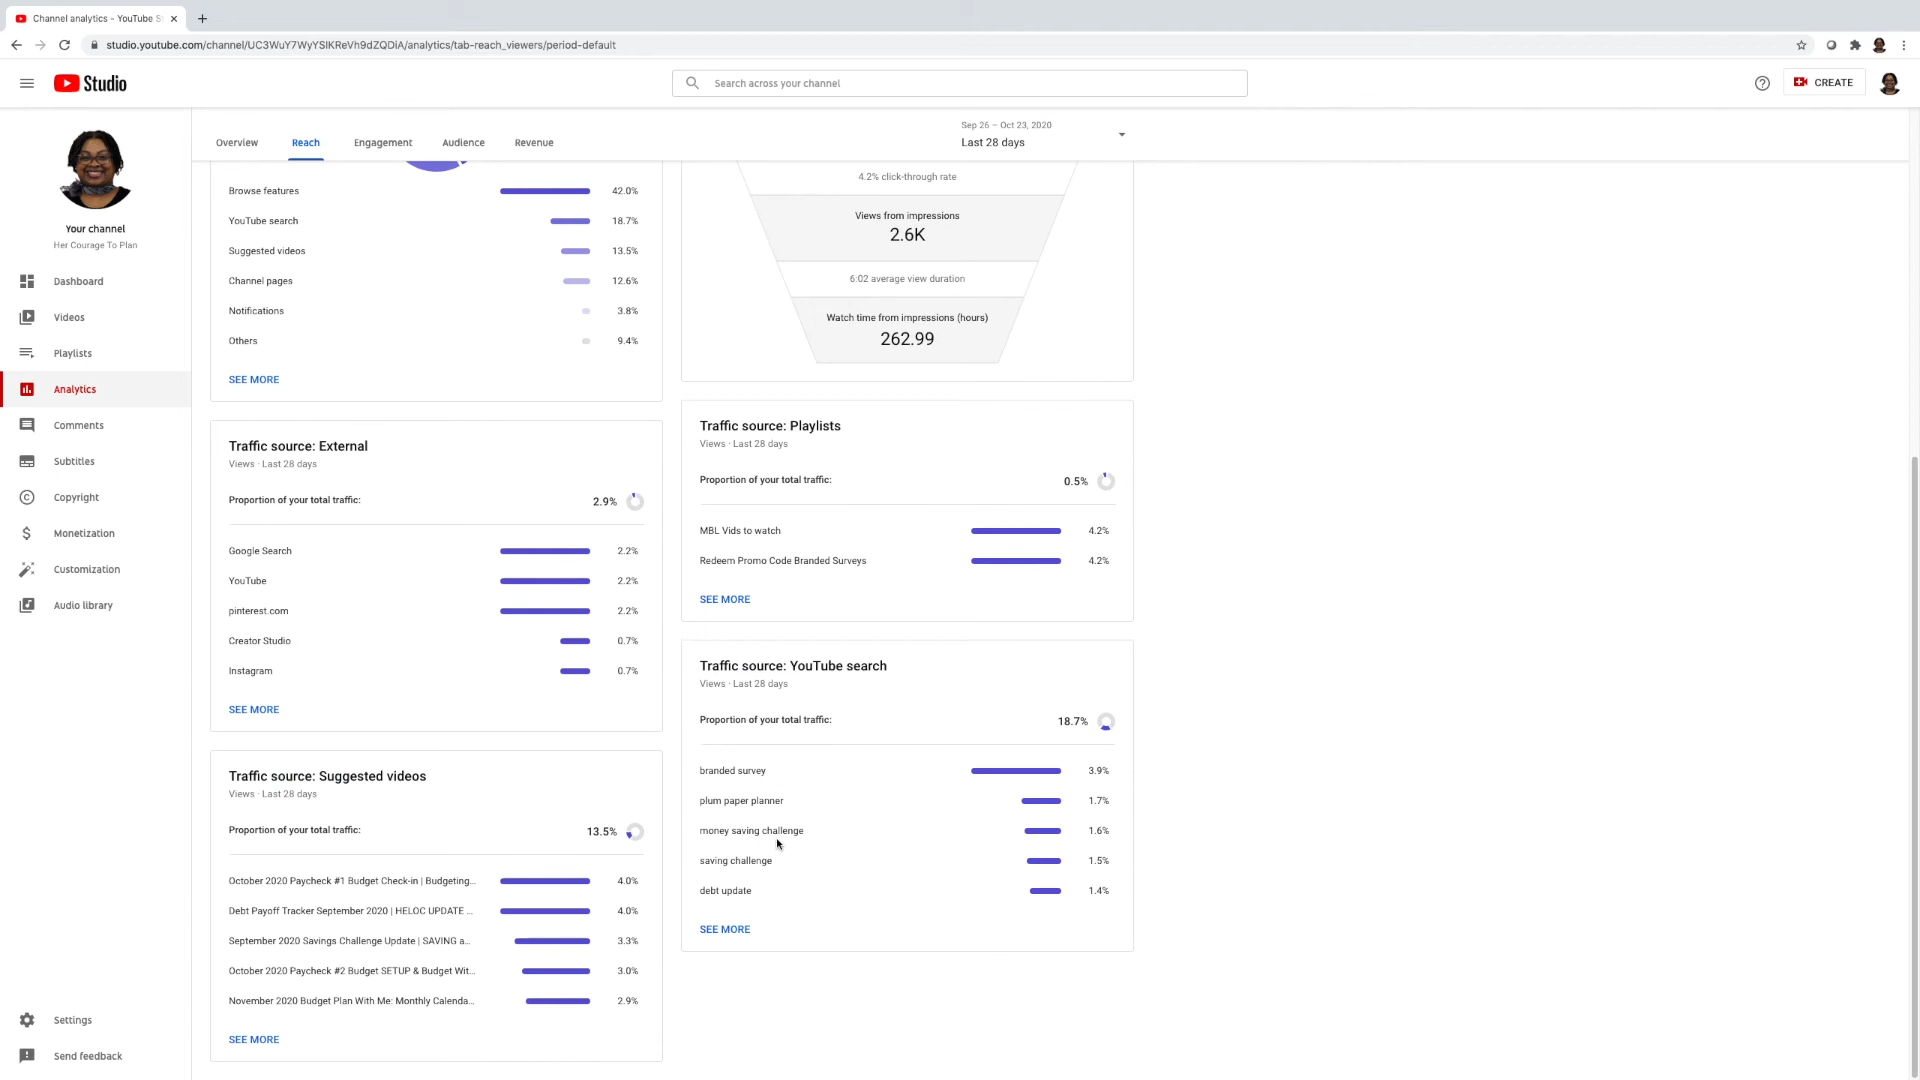 Channel analytics - YouTube S
studio.youtube.com/channel/UC3WuY7WyYSIKReVh9dZQDiA/analytics/tab-reach_viewers/period-default
Studio
Search across your channel
CREATE
Your channel
Her Courage To Plan
Dashboard
Videos
Playlists
Analytics
Comments
Subtitles
Copyright
Monetization
Customization
Audio library
Settings
Send feedback
Overview
Reach
Engagement
Audience
Revenue
Sep 26 – Oct 23, 2020
Last 28 days
Browse features 42.0%
YouTube search 18.7%
Suggested videos 13.5%
Channel pages 12.6%
Notifications 3.8%
Others 9.4%
SEE MORE
4.2% click-through rate
Views from impressions
2.6K
6:02 average view duration
Watch time from impressions (hours)
262.99
Traffic source: External
Views · Last 28 days
Proportion of your total traffic: 2.9%
Google Search 2.2%
YouTube 2.2%
pinterest.com 2.2%
Creator Studio 0.7%
Instagram 0.7%
SEE MORE
Traffic source: Playlists
Views · Last 28 days
Proportion of your total traffic: 0.5%
MBL Vids to watch 4.2%
Redeem Promo Code Branded Surveys 4.2%
SEE MORE
Traffic source: Suggested videos
Views · Last 28 days
Proportion of your total traffic: 13.5%
October 2020 Paycheck #1 Budget Check-in | Budgeting... 4.0%
Debt Payoff Tracker September 2020 | HELOC UPDATE ... 4.0%
September 2020 Savings Challenge Update | SAVING a... 3.3%
October 2020 Paycheck #2 Budget SETUP & Budget Wit... 3.0%
November 2020 Budget Plan With Me: Monthly Calenda... 2.9%
SEE MORE
Traffic source: YouTube search
Views · Last 28 days
Proportion of your total traffic: 18.7%
branded survey 3.9%
plum paper planner 1.7%
money saving challenge 1.6%
saving challenge 1.5%
debt update 1.4%
SEE MORE